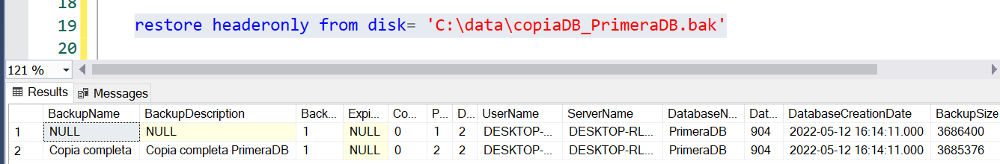 18
19 restore headeronly from disk= 'C:\data\copiaDB_PrimeraDB.bak'
20
121 %
Results Messages
BackupName BackupDescription Back... Expi... Co... P... D... UserName ServerName DatabaseN... Dat... DatabaseCreationDate BackupSize
1 NULL NULL 1 NULL 0 1 2 DESKTOP-... DESKTOP-RL... PrimeraDB 904 2022-05-12 16:14:11.000 3686400
2 Copia completa Copia completa PrimeraDB 1 NULL 0 2 2 DESKTOP-... DESKTOP-RL... PrimeraDB 904 2022-05-12 16:14:11.000 3685376